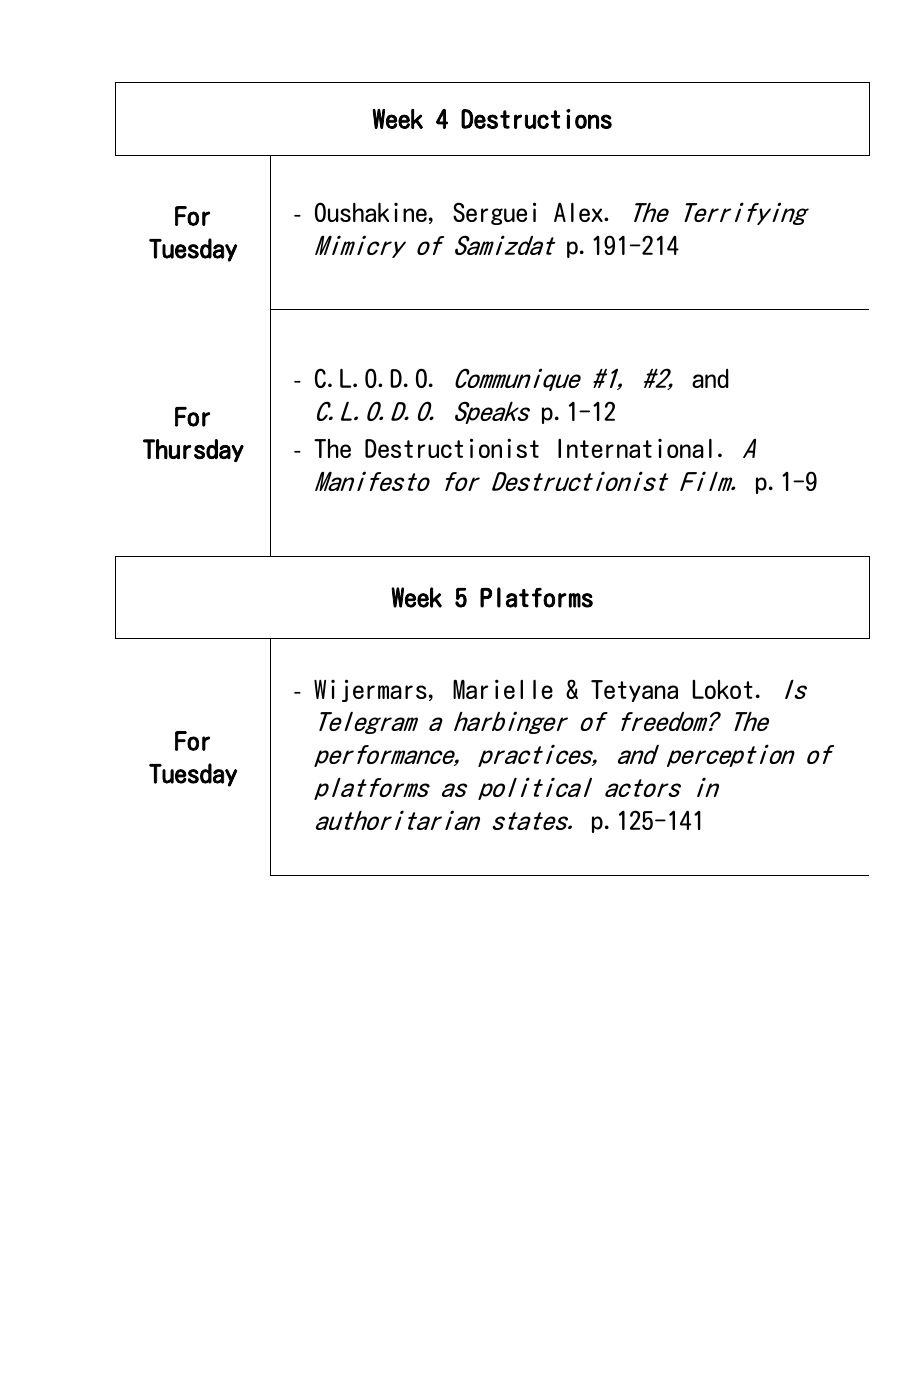 Week 4 Destructions
For
Tuesday
- Oushakine, Serguei Alex. The Terrifying
Mimicry of Samizdat p.191-214
For
Thursday
- C.L.O.D.O. Communique #1, #2, and
C.L.O.D.O. Speaks p.1-12
- The Destructionist International. A
Manifesto for Destructionist Film. p.1-9
Week 5 Platforms
For
Tuesday
- Wijermars, Marielle & Tetyana Lokot. Is
Telegram a harbinger of freedom? The
performance, practices, and perception of
platforms as political actors in
authoritarian states. p.125-141